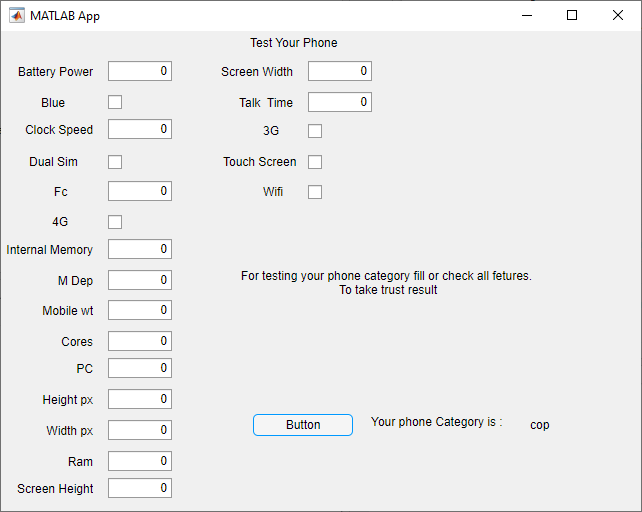 MATLAB App
Test Your Phone
Battery Power 0
Screen Width 0
Blue
Talk Time 0
Clock Speed 0
3G
Dual Sim
Touch Screen
Fc 0
Wifi
4G
Internal Memory 0
M Dep 0
For testing your phone category fill or check all fetures.
To take trust result
Mobile wt 0
Cores 0
PC 0
Height px 0
Width px 0
Button
Your phone Category is :
cop
Ram 0
Screen Height 0